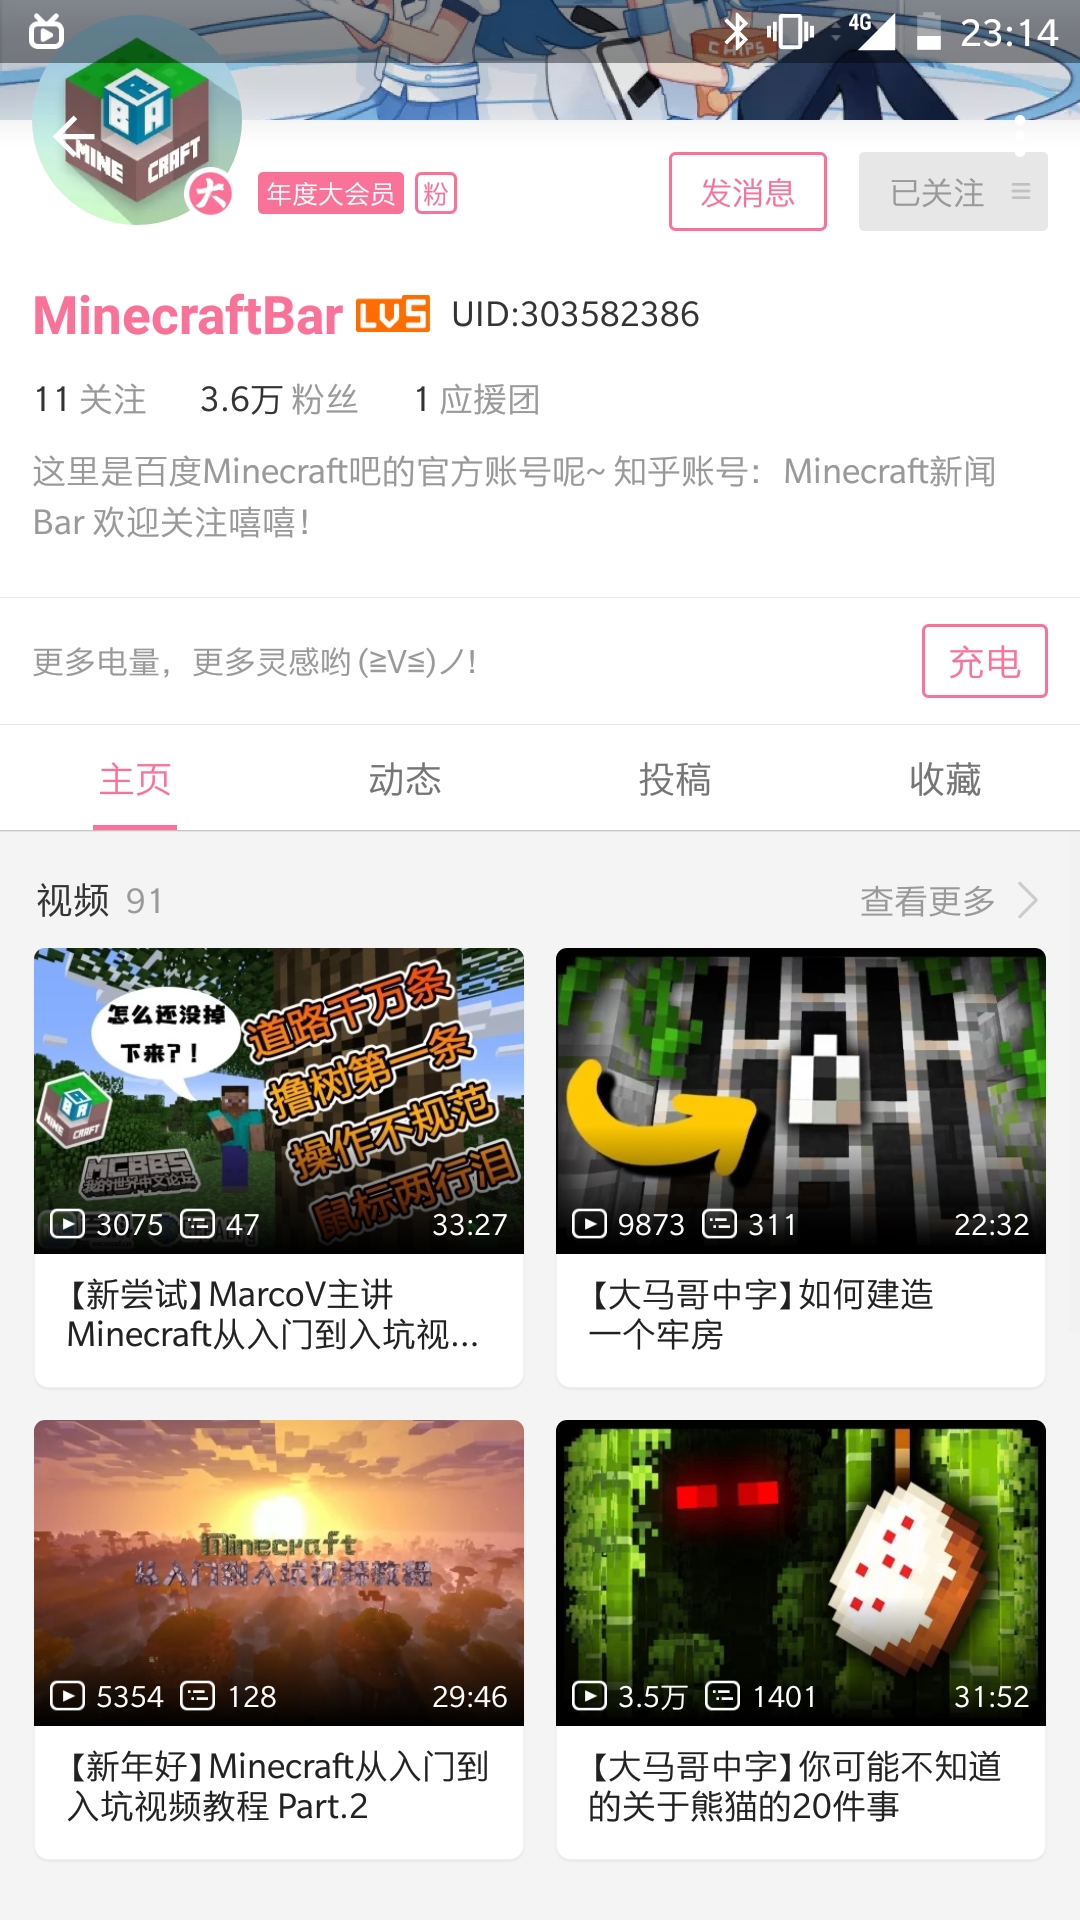 4G 23:14
CHIPS
MINE CRAFT
大
年度大会员 粉
发消息
已关注
MinecraftBar LV5 UID:303582386
11 关注 3.6万 粉丝 1 应援团
这里是百度Minecraft吧的官方账号呢~ 知乎账号：Minecraft新闻
Bar 欢迎关注嘻嘻！
更多电量，更多灵感哟(≧V≦)ノ!
充电
主页 动态 投稿 收藏
视频 91
查看更多
怎么还没掉
下来？！
道路千万条
撸树第一条
操作不规范
鼠标两行泪
MINE CRAFT
MCBBS
我的世界中文论坛
3075 47 33:27
9873 311 22:32
【新尝试】MarcoV主讲
Minecraft从入门到入坑视...
【大马哥中字】如何建造
一个牢房
Minecraft
从入门到入坑视频教程
5354 128 29:46
3.5万 1401 31:52
【新年好】Minecraft从入门到
入坑视频教程 Part.2
【大马哥中字】你可能不知道
的关于熊猫的20件事